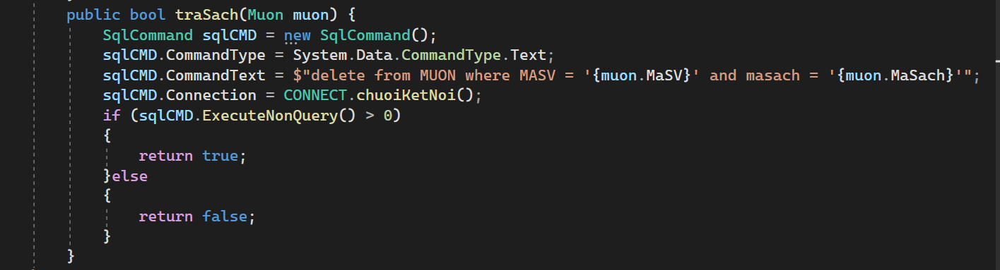 public bool traSach(Muon muon) {
SqlCommand sqlCMD = new SqlCommand();
sqlCMD.CommandType = System.Data.CommandType.Text;
sqlCMD.CommandText = $"delete from MUON where MASV = '{muon.MaSV}' and masach = '{muon.MaSach}'";
sqlCMD.Connection = CONNECT.chuoiKetNoi();
if (sqlCMD.ExecuteNonQuery() > 0)
{
return true;
}else
{
return false;
}
}